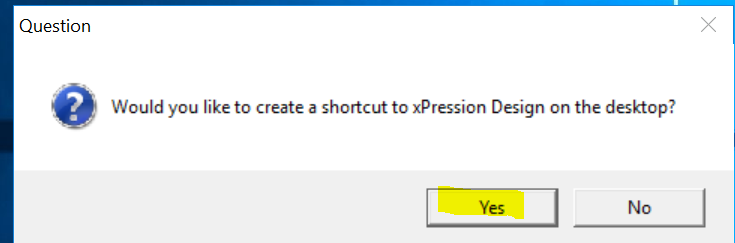 Question
Would you like to create a shortcut to xPression Design on the desktop?
Yes
No